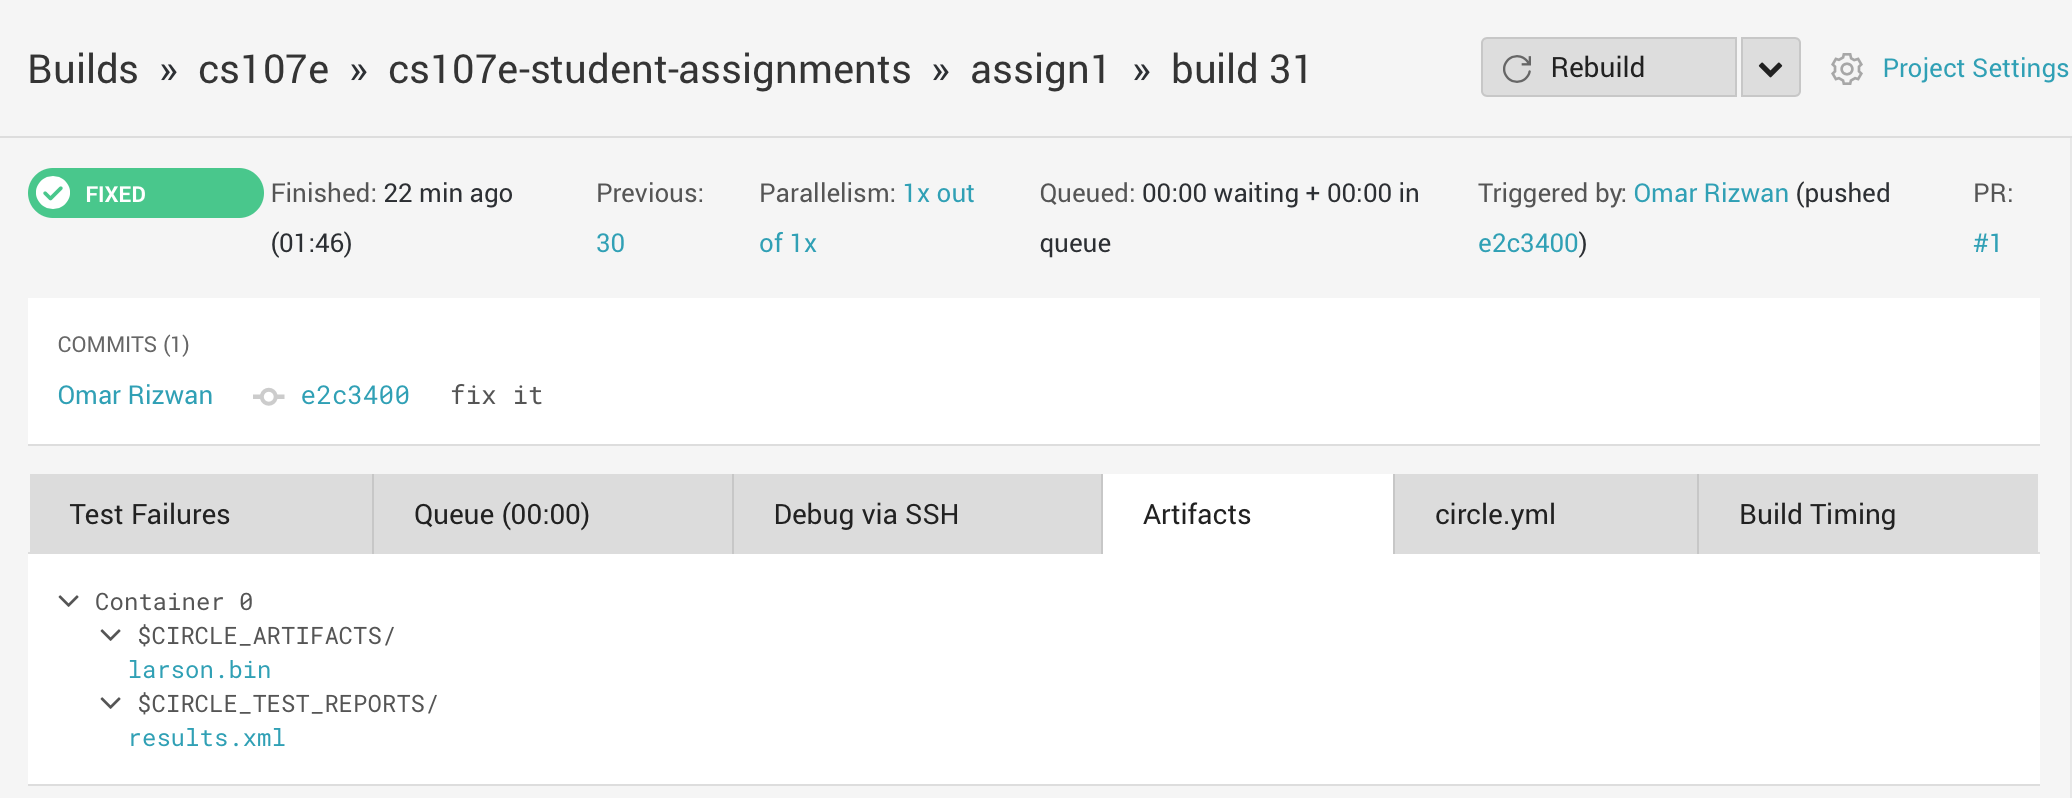 Builds » cs107e » cs107e-student-assignments » assign1 » build 31 Rebuild Project Settings
FIXED Finished: 22 min ago Previous: Parallelism: 1x out Queued: 00:00 waiting + 00:00 in Triggered by: Omar Rizwan (pushed PR:
(01:46) 30 of 1x queue e2c3400) #1
COMMITS (1)
Omar Rizwan e2c3400 fix it
Test Failures Queue (00:00) Debug via SSH Artifacts circle.yml Build Timing
Container 0
$CIRCLE_ARTIFACTS/
larson.bin
$CIRCLE_TEST_REPORTS/
results.xml